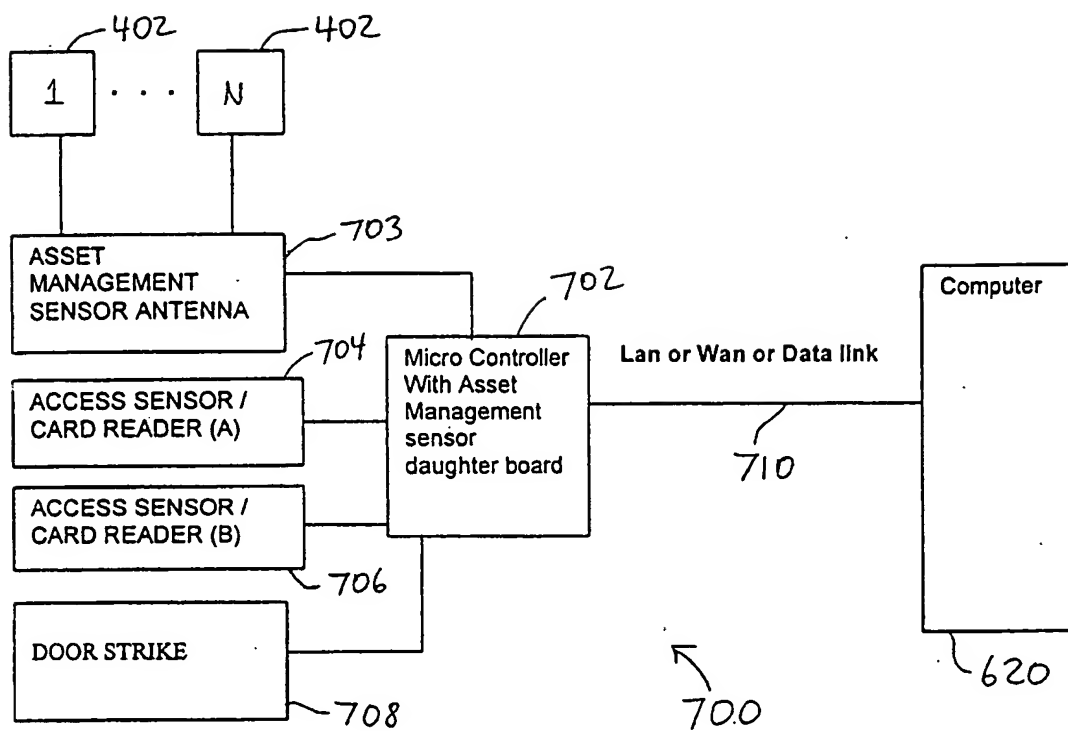 402 402
1 . . . N
703
ASSET
MANAGEMENT
SENSOR ANTENNA
702
Computer
704
Micro Controller
With Asset
Management
sensor
daughter board
Lan or Wan or Data link
ACCESS SENSOR /
CARD READER (A)
710
ACCESS SENSOR /
CARD READER (B)
706
DOOR STRIKE
708
700
620